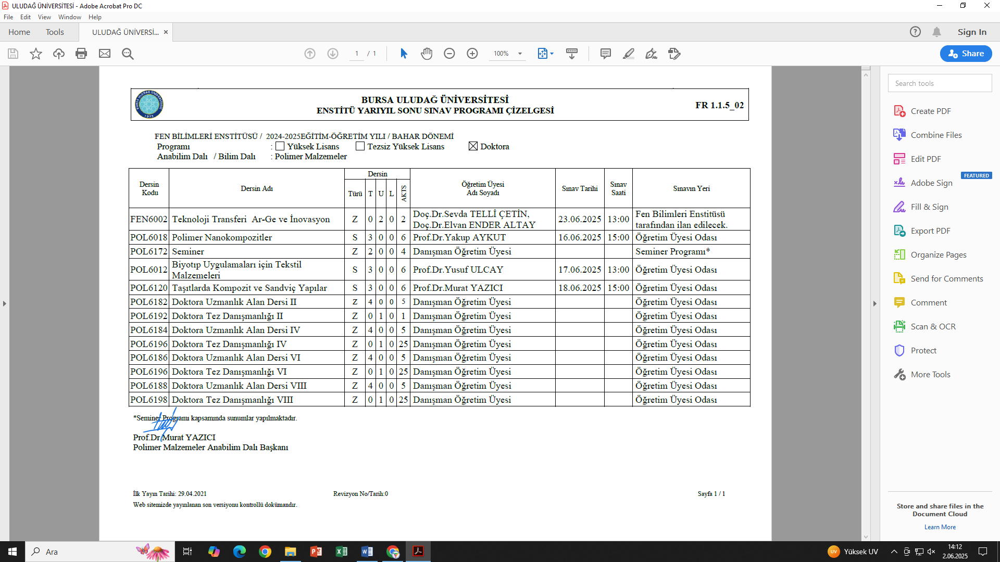 ULUDAĞ ÜNİVERSİTESİ - Adobe Acrobat Pro DC
File Edit View Window Help
Home Tools ULUDAĞ ÜNİVERSİ... × Sign In
1 / 1 100% Share
BURSA ULUDAĞ ÜNİVERSİTESİ
1975
BURSA ULUDAĞ ÜNİVERSİTESİ
ENSTİTÜ YARIYIL SONU SINAV PROGRAMI ÇİZELGESİ
FR 1.1.5_02
FEN BİLİMLERİ ENSTİTÜSÜ / 2024-2025EĞİTİM-ÖĞRETİM YILI / BAHAR DÖNEMİ
Programı : Yüksek Lisans Tezsiz Yüksek Lisans Doktora
Anabilim Dalı / Bilim Dalı : Polimer Malzemeler
Dersin Kodu Dersin Adı Dersin Türü T U L AKTS Öğretim Üyesi Adı Soyadı Sınav Tarihi Sınav Saati Sınavın Yeri
FEN6002 Teknoloji Transferi Ar-Ge ve İnovasyon Z 0 2 0 2 Doç.Dr.Sevda TELLİ ÇETİN, Doç.Dr.Elvan ENDER ALTAY 23.06.2025 13:00 Fen Bilimleri Enstitüsü tarafından ilan edilecek.
POL6018 Polimer Nanokompozitler S 3 0 0 6 Prof.Dr.Yakup AYKUT 16.06.2025 15:00 Öğretim Üyesi Odası
POL6172 Seminer Z 2 0 0 4 Danışman Öğretim Üyesi Seminer Programı*
POL6012 Biyotıp Uygulamaları için Tekstil Malzemeleri S 3 0 0 6 Prof.Dr.Yusuf ULCAY 17.06.2025 13:00 Öğretim Üyesi Odası
POL6120 Taşıtlarda Kompozit ve Sandviç Yapılar S 3 0 0 6 Prof.Dr.Murat YAZICI 18.06.2025 15:00 Öğretim Üyesi Odası
POL6182 Doktora Uzmanlık Alan Dersi II Z 4 0 0 5 Danışman Öğretim Üyesi Öğretim Üyesi Odası
POL6192 Doktora Tez Danışmanlığı II Z 0 1 0 1 Danışman Öğretim Üyesi Öğretim Üyesi Odası
POL6184 Doktora Uzmanlık Alan Dersi IV Z 4 0 0 5 Danışman Öğretim Üyesi Öğretim Üyesi Odası
POL6196 Doktora Tez Danışmanlığı IV Z 0 1 0 25 Danışman Öğretim Üyesi Öğretim Üyesi Odası
POL6186 Doktora Uzmanlık Alan Dersi VI Z 4 0 0 5 Danışman Öğretim Üyesi Öğretim Üyesi Odası
POL6196 Doktora Tez Danışmanlığı VI Z 0 1 0 25 Danışman Öğretim Üyesi Öğretim Üyesi Odası
POL6188 Doktora Uzmanlık Alan Dersi VIII Z 4 0 0 5 Danışman Öğretim Üyesi Öğretim Üyesi Odası
POL6198 Doktora Tez Danışmanlığı VIII Z 0 1 0 25 Danışman Öğretim Üyesi Öğretim Üyesi Odası
*Seminer Programı kapsamında sunumlar yapılmaktadır.
Prof.Dr.Murat YAZICI
Polimer Malzemeler Anabilim Dalı Başkanı
İlk Yayın Tarihi: 29.04.2021 Revizyon No/Tarih:0 Sayfa 1 / 1
Web sitemizde yayınlanan son versiyonu kontrollü dokümandır.
Search tools
Create PDF
Combine Files
Edit PDF
FEATURED
Adobe Sign
Fill & Sign
Export PDF
Organize Pages
Send for Comments
Comment
Scan & OCR
Protect
More Tools
Store and share files in the
Document Cloud
Learn More
Ara
UV Yüksek UV
14:12
2.06.2025